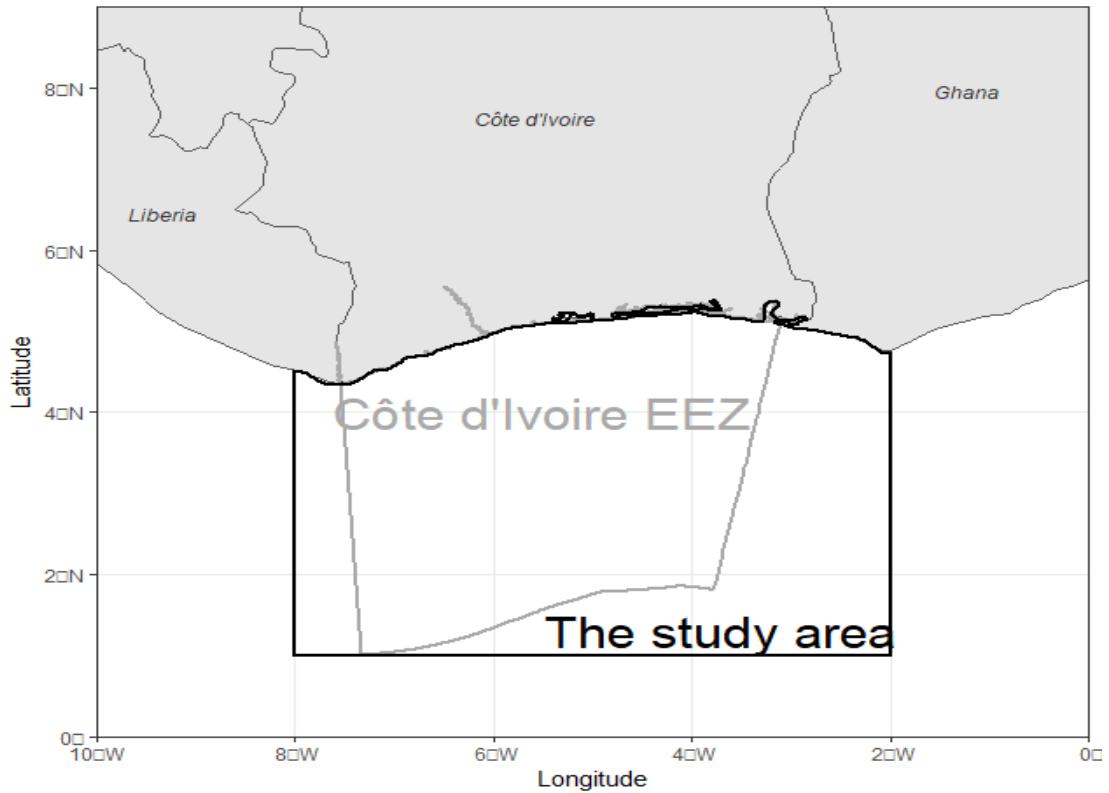 8□N
Côte d'Ivoire
Ghana
Liberia
6□N
Latitude
4□N
Côte d'Ivoire EEZ
2□N
The study area
0□
10□W
8□W
6□W
4□W
2□W
0□
Longitude